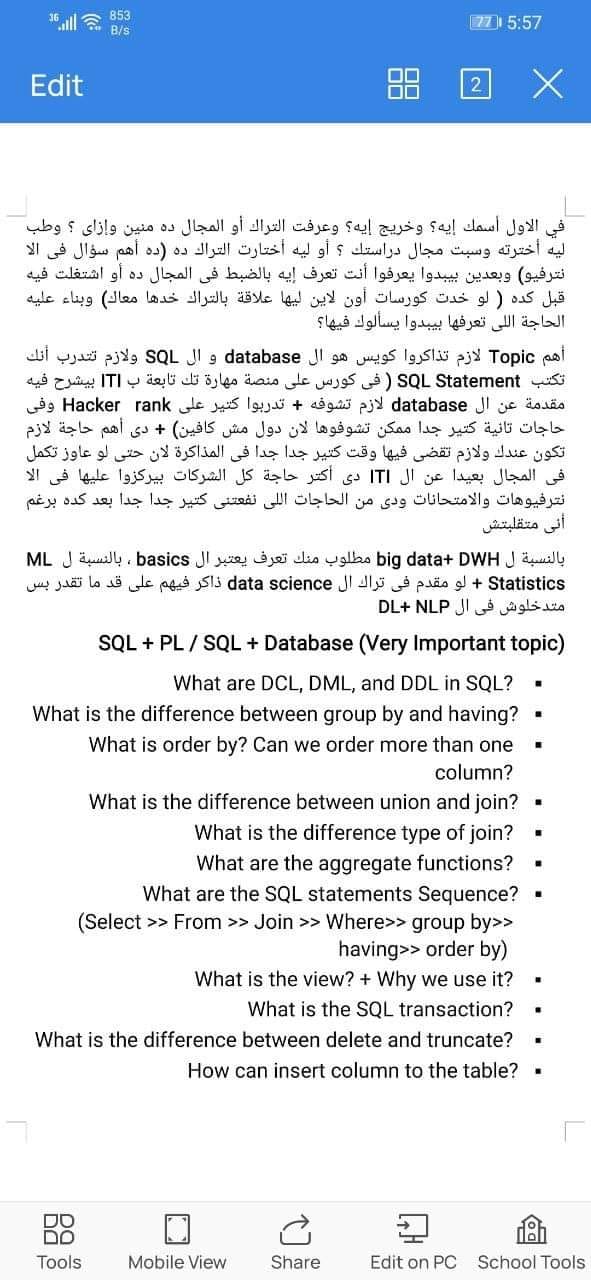 36 853 B/s 77 5:57
Edit 2
في الاول أسمك إيه؟ وخريج إيه؟ وعرفت التراك أو المجال ده منين وإزاى ؟ وطب
ليه أخترته وسبت مجال دراستك ؟ أو ليه أختارت التراك ده (ده أهم سؤال فى الا
نترفيو) وبعدين بيبدوا يعرفوا أنت تعرف إيه بالضبط فى المجال ده أو اشتغلت فيه
قبل كده ( لو خدت كورسات أون لاين ليها علاقة بالتراك خدها معاك) وبناء عليه
الحاجة اللى تعرفها بيبدوا يسألوك فيها؟
أهم Topic لازم تذاكروا كويس هو ال database و ال SQL ولازم تتدرب أنك
تكتب SQL Statement ( فى كورس على منصة مهارة تك تابعة ب ITI بيشرح فيه
مقدمة عن ال database لازم تشوفه + تدربوا كتير على Hacker rank وفى
حاجات تانية كتير جدا ممكن تشوفوها لان دول مش كافين) + دى أهم حاجة لازم
تكون عندك ولازم تقضى فيها وقت كتير جدا جدا فى المذاكرة لان حتى لو عاوز تكمل
فى المجال بعيدا عن ال ITI دى أكتر حاجة كل الشركات بيركزوا عليها فى الا
نترفيوهات والامتحانات ودى من الحاجات اللى نفعتنى كتير جدا جدا بعد كده برغم
أنى متقلبتش
بالنسبة ل big data+ DWH مطلوب منك تعرف يعتبر ال basics ، بالنسبة ل ML
+ Statistics لو مقدم فى تراك ال data science ذاكر فيهم على قد ما تقدر بس
متدخلوش فى ال DL+ NLP
SQL + PL / SQL + Database (Very Important topic)
▪ What are DCL, DML, and DDL in SQL?
▪ What is the difference between group by and having?
▪ What is order by? Can we order more than one
column?
▪ What is the difference between union and join?
▪ What is the difference type of join?
▪ What are the aggregate functions?
▪ What are the SQL statements Sequence?
(Select >> From >> Join >> Where>> group by>>
having>> order by)
▪ What is the view? + Why we use it?
▪ What is the SQL transaction?
▪ What is the difference between delete and truncate?
▪ How can insert column to the table?
Tools Mobile View Share Edit on PC School Tools